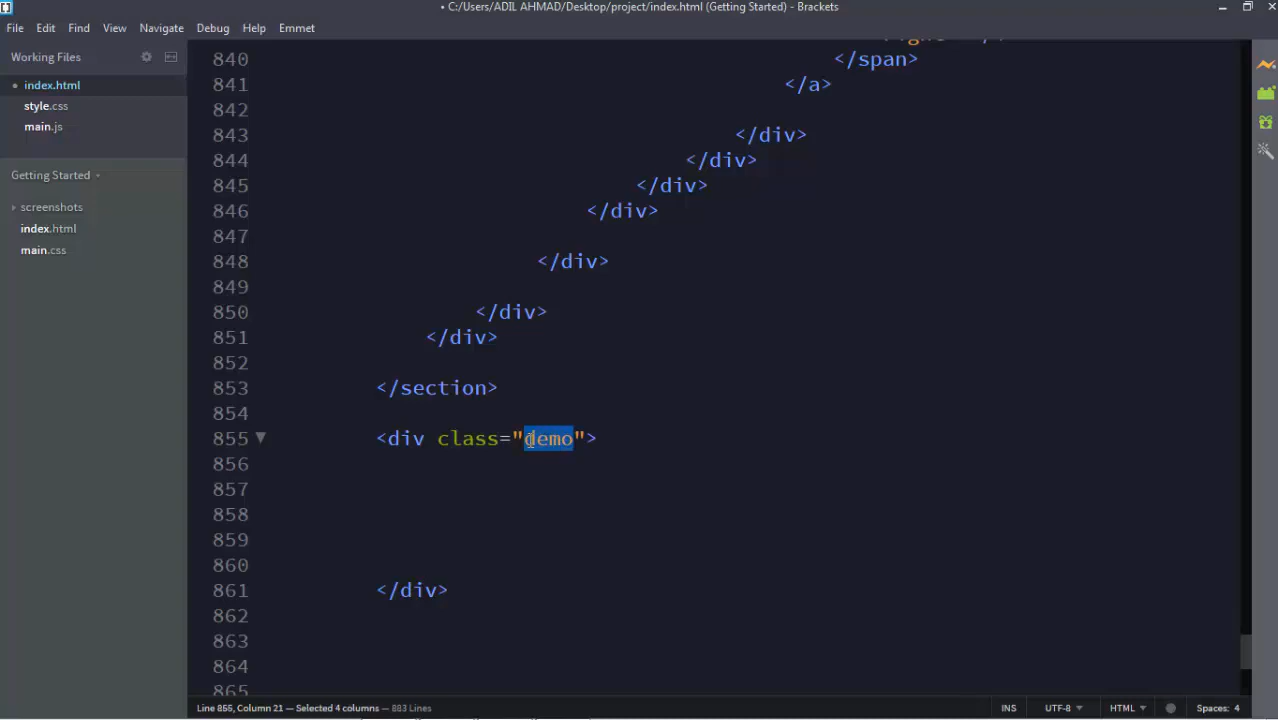 • C:/Users/ADIL AHMAD/Desktop/project/index.html (Getting Started) - Brackets
File Edit Find View Navigate Debug Help Emmet
Working Files
index.html
style.css
main.js
Getting Started
screenshots
index.html
main.css
840 </span>
841 </a>
842
843 </div>
844 </div>
845 </div>
846 </div>
847
848 </div>
849
850 </div>
851 </div>
852
853 </section>
854
855 <div class="demo">
856
857
858
859
860
861 </div>
862
863
864
865
Line 855, Column 21 — Selected 4 columns — 883 Lines
INS UTF-8 HTML Spaces: 4